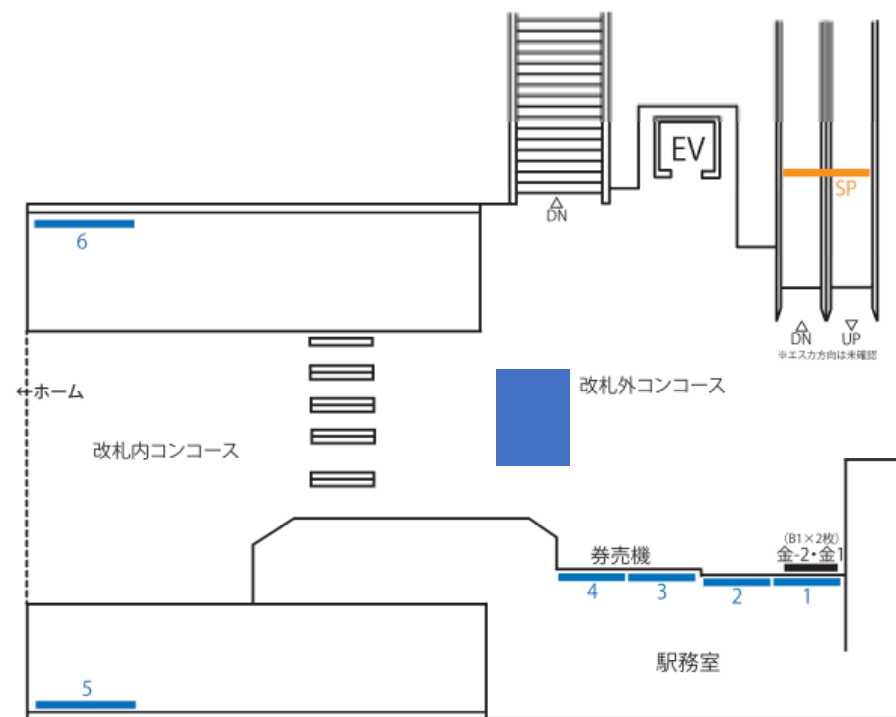 EV
SP
DN
6
DN
UP
※エスカ方向は未確認
←ホーム
改札外コンコース
改札内コンコース
(B1×2枚)
券売機
金-2・金1
4
3
2
1
駅務室
5